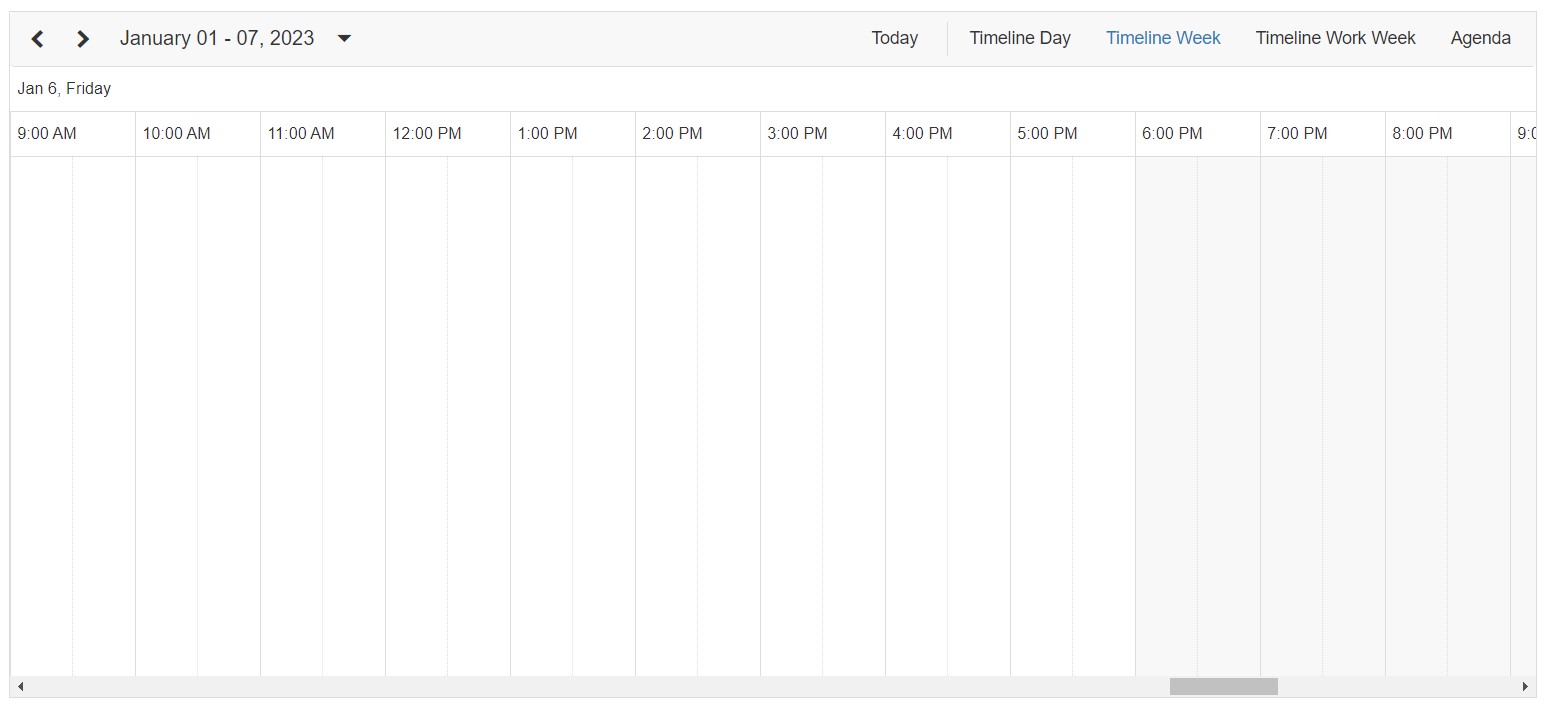 January 01 - 07, 2023 Today Timeline Day Timeline Week Timeline Work Week Agenda
Jan 6, Friday
9:00 AM 10:00 AM 11:00 AM 12:00 PM 1:00 PM 2:00 PM 3:00 PM 4:00 PM 5:00 PM 6:00 PM 7:00 PM 8:00 PM